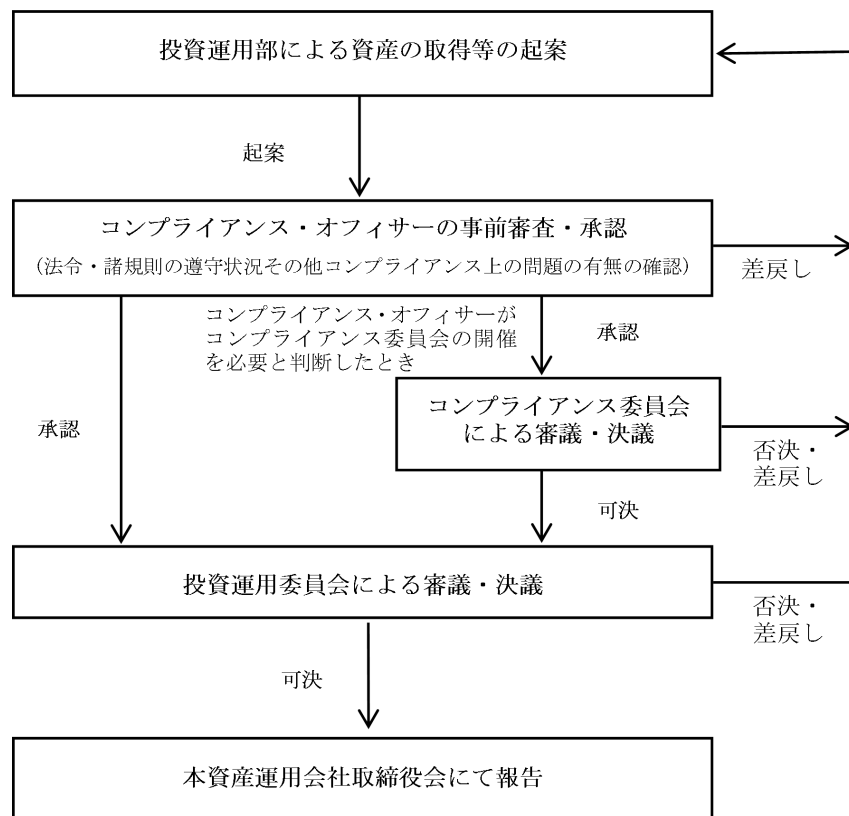 投資運用部による資産の取得等の起案
起案
コンプライアンス・オフィサーの事前審査・承認
（法令・諸規則の遵守状況その他コンプライアンス上の問題の有無の確認）
差戻し
コンプライアンス・オフィサーが
コンプライアンス委員会の開催
を必要と判断したとき
承認
コンプライアンス委員会
による審議・決議
承認
否決・
差戻し
可決
投資運用委員会による審議・決議
否決・
差戻し
可決
本資産運用会社取締役会にて報告